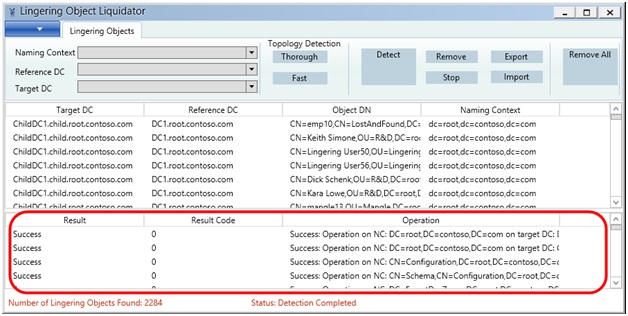 Lingering Object Liquidator
Lingering Objects
Naming Context
Reference DC
Target DC
Topology Detection
Thorough
Fast
Detect
Remove
Stop
Export
Import
Remove All
Target DC Reference DC Object DN Naming Context
ChildDC1.child.root.contoso.com DC1.root.contoso.com CN=emp10,CN=LostAndFound,DC= dc=root,dc=contoso,dc=com
ChildDC1.child.root.contoso.com DC1.root.contoso.com CN=Keith Simone,OU=R&D,DC=ro dc=root,dc=contoso,dc=com
ChildDC1.child.root.contoso.com DC1.root.contoso.com CN=Lingering User50,OU=Lingering dc=root,dc=contoso,dc=com
ChildDC1.child.root.contoso.com DC1.root.contoso.com CN=Lingering User56,OU=Lingering dc=root,dc=contoso,dc=com
ChildDC1.child.root.contoso.com DC1.root.contoso.com CN=Dick Schenk,OU=R&D,DC=root dc=root,dc=contoso,dc=com
ChildDC1.child.root.contoso.com DC1.root.contoso.com CN=Kara Lowe,OU=R&D,DC=root,D dc=root,dc=contoso,dc=com
ChildDC1.child.root.contoso.com DC1.root.contoso.com CN=mangle13,OU=Mangle,DC=roo dc=root,dc=contoso,dc=com
Result Result Code Operation
Success 0 Success: Operation on NC: DC=root,DC=contoso,DC=com on target DC:
Success 0 Success: Operation on NC: DC=root,DC=contoso,DC=com on target DC:
Success 0 Success: Operation on NC: CN=Configuration,DC=root,DC=contoso,DC=c
Success 0 Success: Operation on NC: CN=Schema,CN=Configuration,DC=root,DC=c
Number of Lingering Objects Found: 2284 Status: Detection Completed